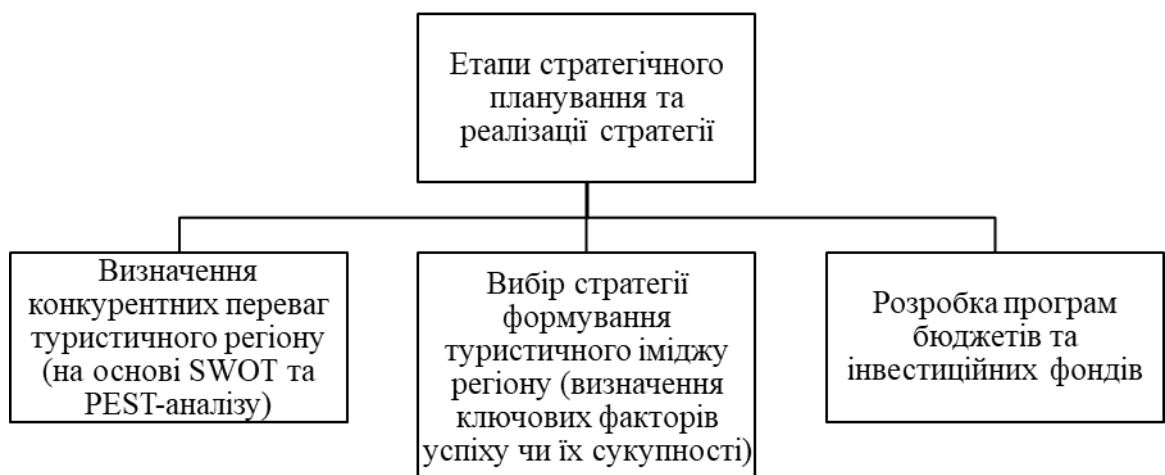 Етапи стратегічного
планування та
реалізації стратегії
Визначення
конкурентних переваг
туристичного регіону
(на основі SWOT та
PEST-аналізу)
Вибір стратегії
формування
туристичного іміджу
регіону (визначення
ключових факторів
успіху чи їх сукупності)
Розробка програм
бюджетів та
інвестиційних фондів